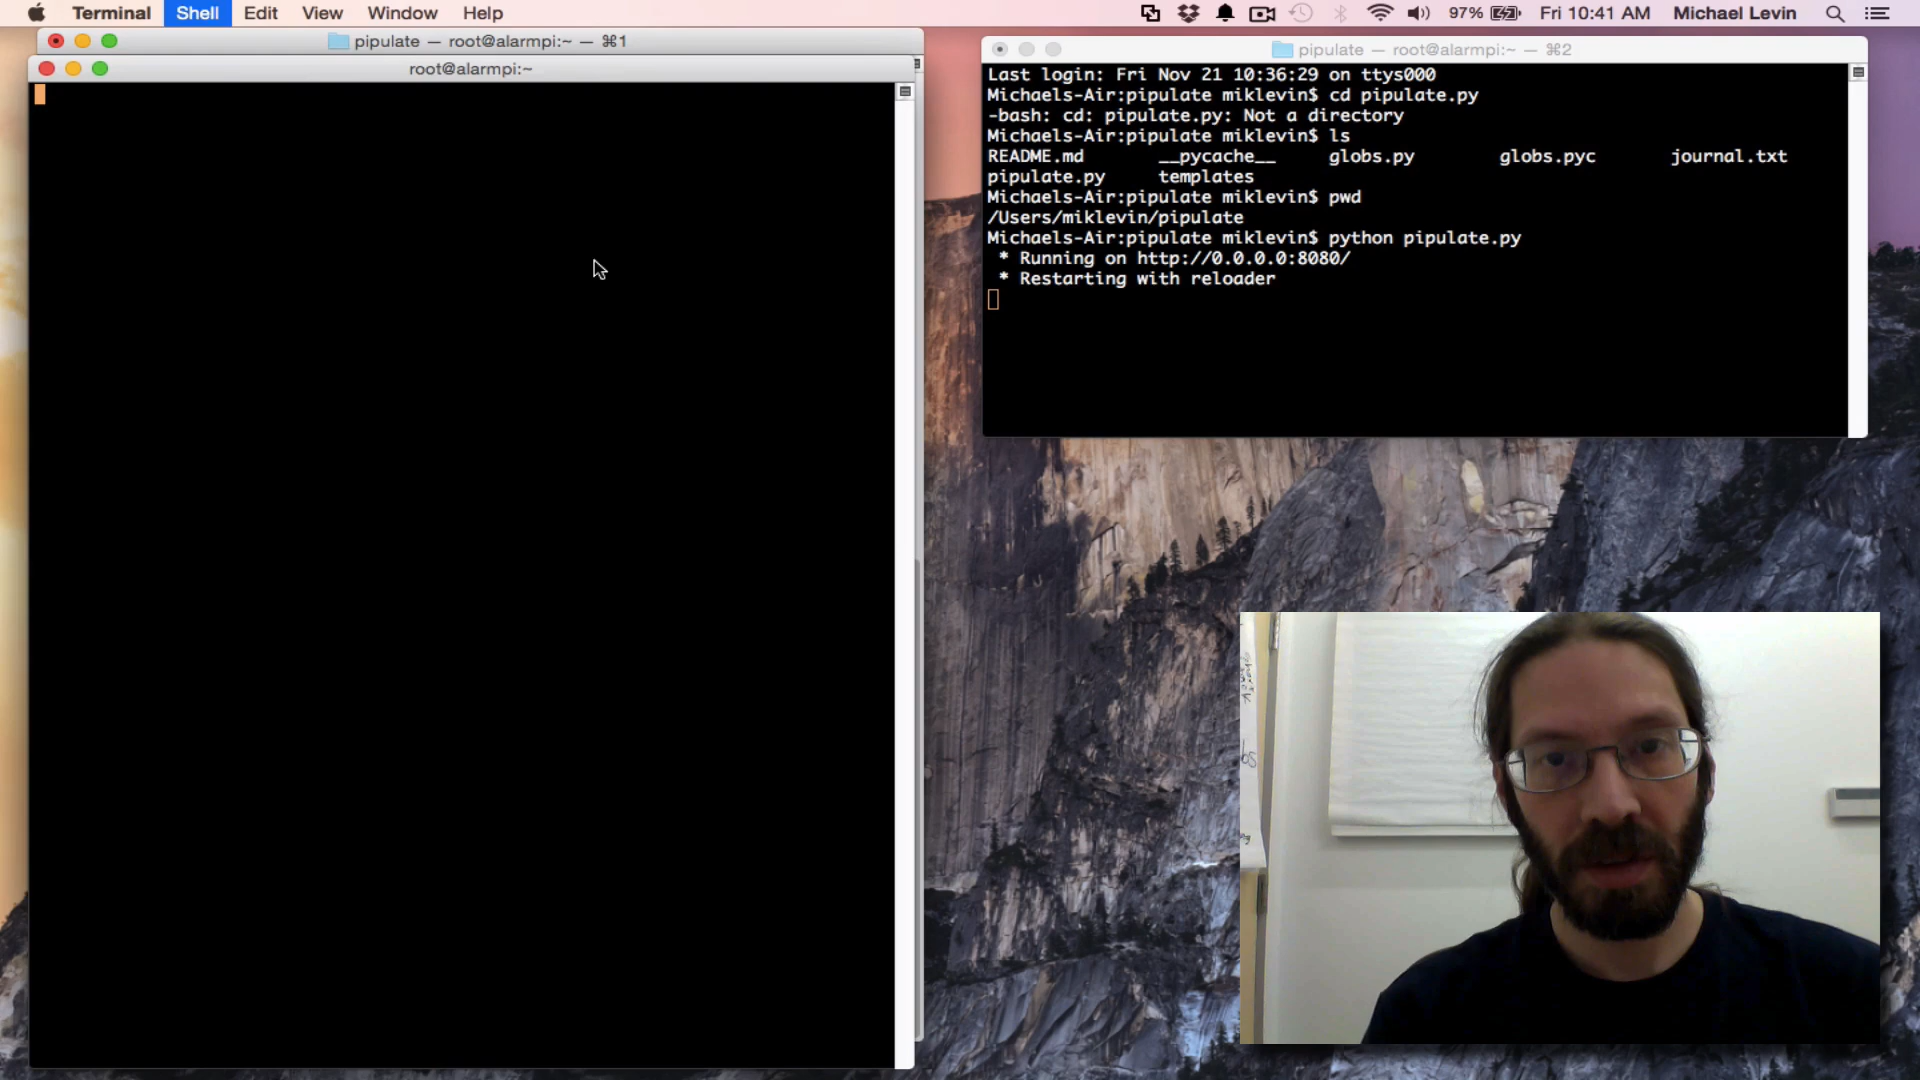 Terminal Shell Edit View Window Help 97% Fri 10:41 AM Michael Levin
pipulate — root@alarmpi:~ — ⌘1
root@alarmpi:~
pipulate — root@alarmpi:~ — ⌘2
Last login: Fri Nov 21 10:36:29 on ttys000
Michaels-Air:pipulate miklevin$ cd pipulate.py
-bash: cd: pipulate.py: Not a directory
Michaels-Air:pipulate miklevin$ ls
README.md __pycache__ globs.py globs.pyc journal.txt
pipulate.py templates
Michaels-Air:pipulate miklevin$ pwd
/Users/miklevin/pipulate
Michaels-Air:pipulate miklevin$ python pipulate.py
* Running on http://0.0.0.0:8080/
* Restarting with reloader